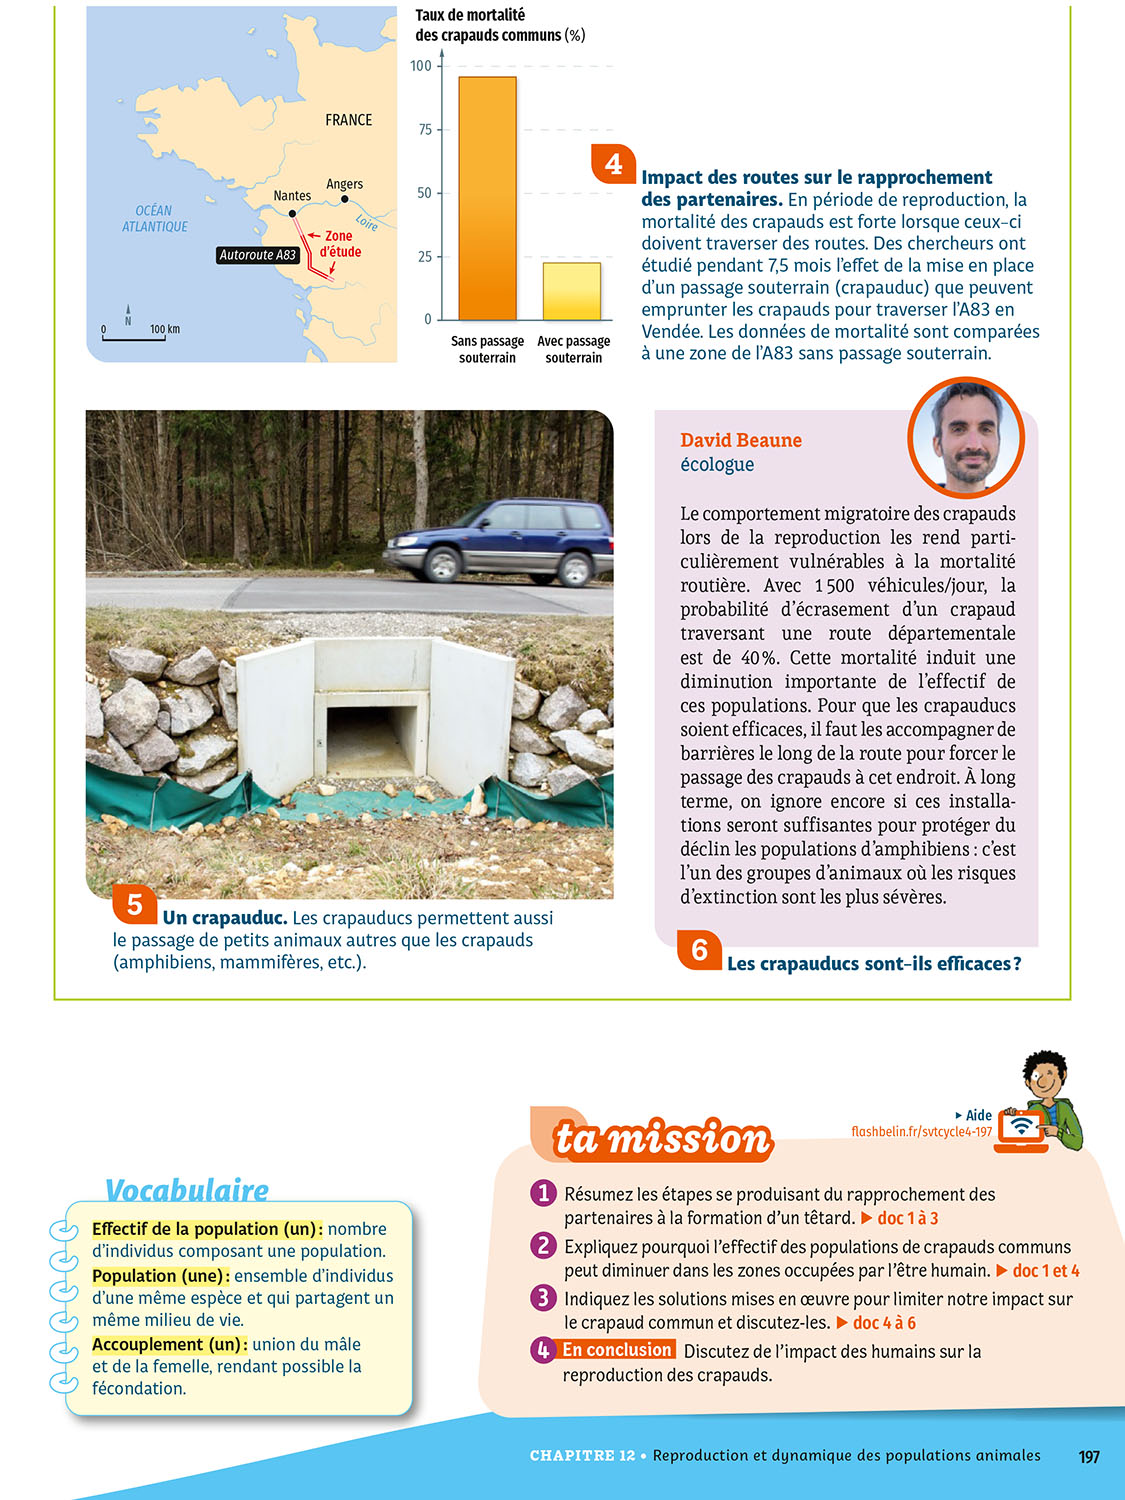 Taux de mortalité
des crapauds communs (%)
100
75
50
25
0
Sans passage
souterrain
Avec passage
souterrain
FRANCE
Nantes
Angers
Loire
OCÉAN
ATLANTIQUE
Zone
d'étude
Autoroute A83
N
0
100 km
4
Impact des routes sur le rapprochement
des partenaires. En période de reproduction, la
mortalité des crapauds est forte lorsque ceux-ci
doivent traverser des routes. Des chercheurs ont
étudié pendant 7,5 mois l'effet de la mise en place
d'un passage souterrain (crapauduc) que peuvent
emprunter les crapauds pour traverser l'A83 en
Vendée. Les données de mortalité sont comparées
à une zone de l'A83 sans passage souterrain.
5
Un crapauduc. Les crapauducs permettent aussi
le passage de petits animaux autres que les crapauds
(amphibiens, mammifères, etc.).
David Beaune
écologue
Le comportement migratoire des crapauds
lors de la reproduction les rend parti-
culièrement vulnérables à la mortalité
routière. Avec 1 500 véhicules/jour, la
probabilité d'écrasement d'un crapaud
traversant une route départementale
est de 40 %. Cette mortalité induit une
diminution importante de l'effectif de
ces populations. Pour que les crapauducs
soient efficaces, il faut les accompagner de
barrières le long de la route pour forcer le
passage des crapauds à cet endroit. À long
terme, on ignore encore si ces installa-
tions seront suffisantes pour protéger du
déclin les populations d'amphibiens : c'est
l'un des groupes d'animaux où les risques
d'extinction sont les plus sévères.
6
Les crapauducs sont-ils efficaces ?
Vocabulaire
Effectif de la population (un) : nombre
d'individus composant une population.
Population (une) : ensemble d'individus
d'une même espèce et qui partagent un
même milieu de vie.
Accouplement (un) : union du mâle
et de la femelle, rendant possible la
fécondation.
ta mission
▶ Aide
flashbelin.fr/svtcycle4-197
1 Résumez les étapes se produisant du rapprochement des
partenaires à la formation d'un têtard. ▶ doc 1 à 3
2 Expliquez pourquoi l'effectif des populations de crapauds communs
peut diminuer dans les zones occupées par l'être humain. ▶ doc 1 et 4
3 Indiquez les solutions mises en œuvre pour limiter notre impact sur
le crapaud commun et discutez-les. ▶ doc 4 à 6
4 En conclusion Discutez de l'impact des humains sur la
reproduction des crapauds.
CHAPITRE 12 • Reproduction et dynamique des populations animales
197